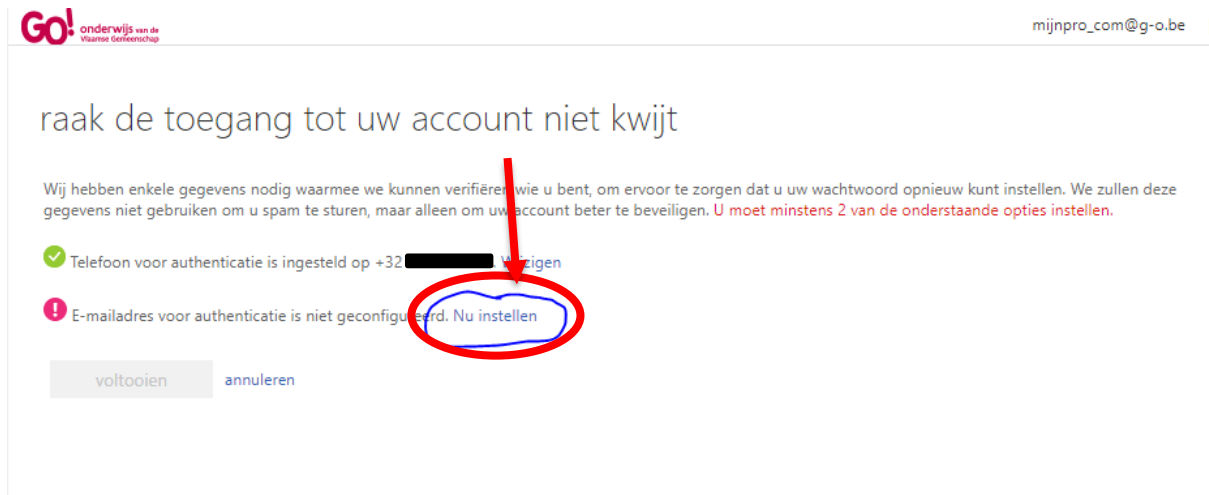 GO! onderwijs van de
Vlaamse Gemeenschap
mijnpro_com@g-o.be
raak de toegang tot uw account niet kwijt
Wij hebben enkele gegevens nodig waarmee we kunnen verifiëren wie u bent, om ervoor te zorgen dat u uw wachtwoord opnieuw kunt instellen. We zullen deze
gegevens niet gebruiken om u spam te sturen, maar alleen om uw account beter te beveiligen. U moet minstens 2 van de onderstaande opties instellen.
Telefoon voor authenticatie is ingesteld op +32 . Wijzigen
E-mailadres voor authenticatie is niet geconfigureerd. Nu instellen
voltooien annuleren